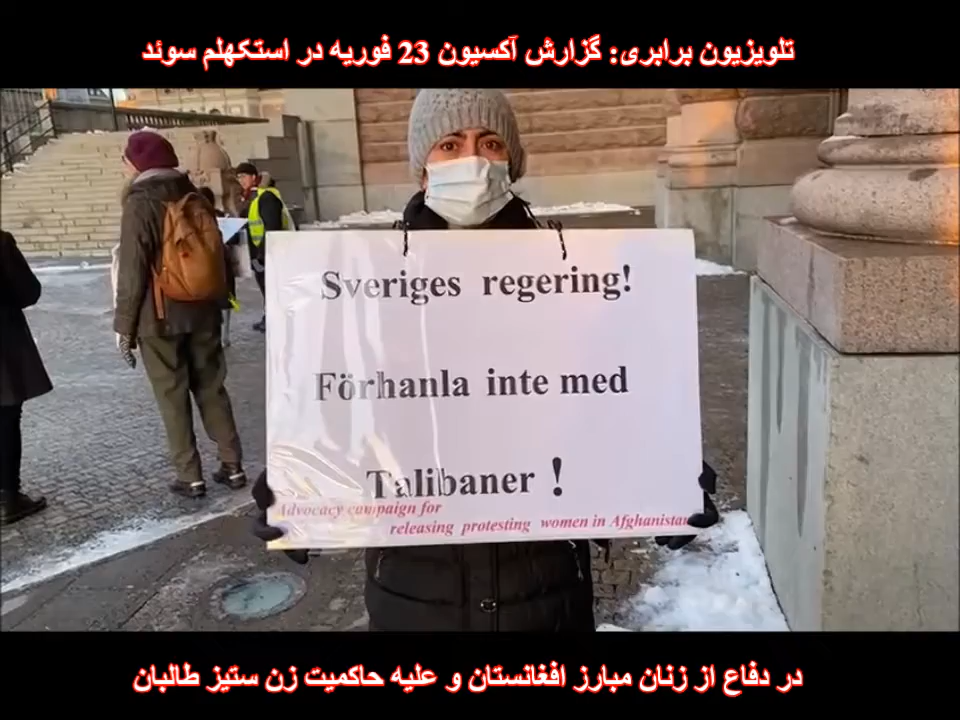 تلویزیون برابری: گزارش آکسیون 23 فوریه در استکهلم سوئد
Sveriges regering!
Förhanla inte med
Talibaner !
Advocacy campaign for
releasing protesting women in Afghanistan
در دفاع از زنان مبارز افغانستان و علیه حاکمیت زن ستیز طالبان